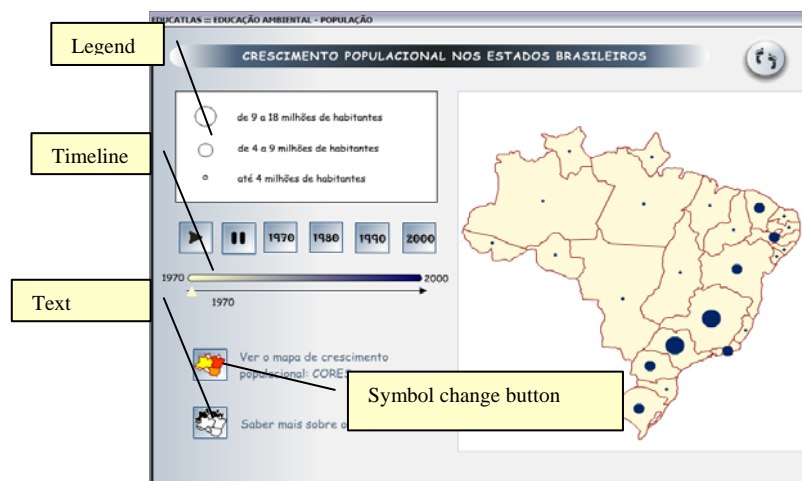 EDUCATLAS ::: EDUCAÇÃO AMBIENTAL - POPULAÇÃO
Legend
CRESCIMENTO POPULACIONAL NOS ESTADOS BRASILEIROS
de 9 a 18 milhões de habitantes
de 4 a 9 milhões de habitantes
até 4 milhões de habitantes
Timeline
1970 1980 1990 2000
1970 2000
1970
Text
Ver o mapa de crescimento
populacional: CORES
Symbol change button
Saber mais sobre o